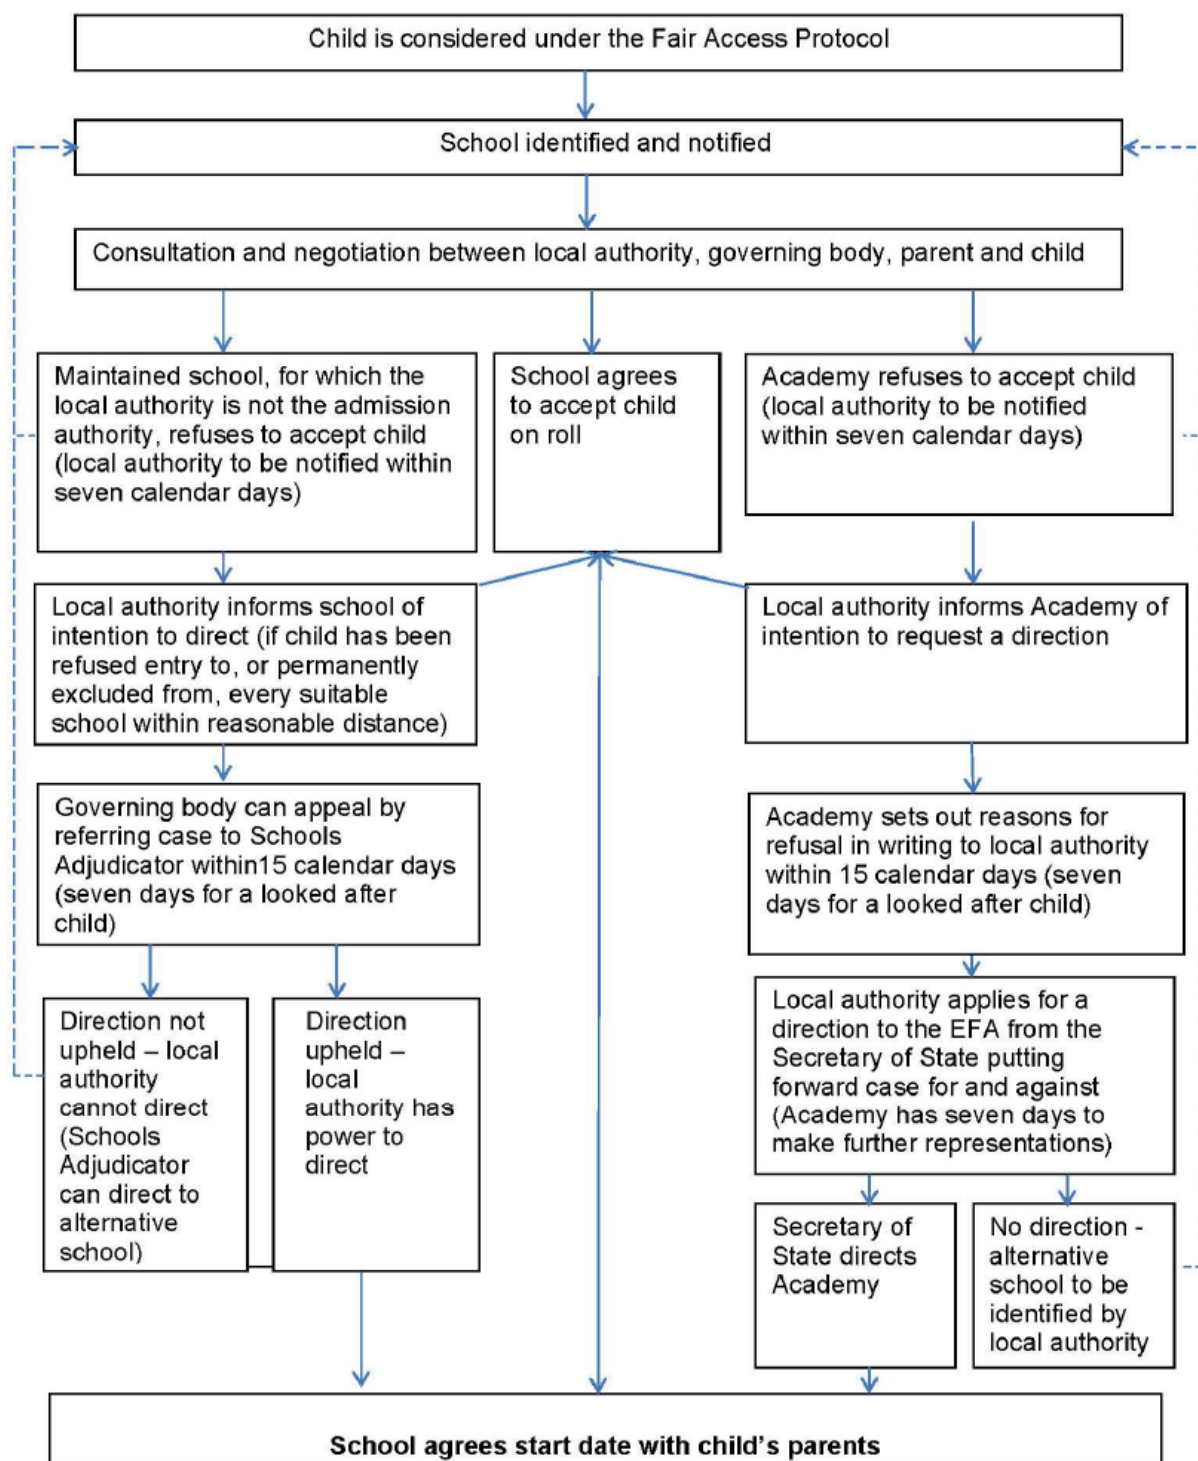 Child is considered under the Fair Access Protocol
School identified and notified
Consultation and negotiation between local authority, governing body, parent and child
Maintained school, for which the
local authority is not the admission
authority, refuses to accept child
(local authority to be notified within
seven calendar days)
School agrees
to accept child
on roll
Academy refuses to accept child
(local authority to be notified
within seven calendar days)
Local authority informs school of
intention to direct (if child has been
refused entry to, or permanently
excluded from, every suitable
school within reasonable distance)
Local authority informs Academy of
intention to request a direction
Governing body can appeal by
referring case to Schools
Adjudicator within15 calendar days
(seven days for a looked after
child)
Academy sets out reasons for
refusal in writing to local authority
within 15 calendar days (seven
days for a looked after child)
Direction not
upheld – local
authority
cannot direct
(Schools
Adjudicator
can direct to
alternative
school)
Direction
upheld –
local
authority has
power to
direct
Local authority applies for a
direction to the EFA from the
Secretary of State putting
forward case for and against
(Academy has seven days to
make further representations)
Secretary of
State directs
Academy
No direction -
alternative
school to be
identified by
local authority
School agrees start date with child's parents